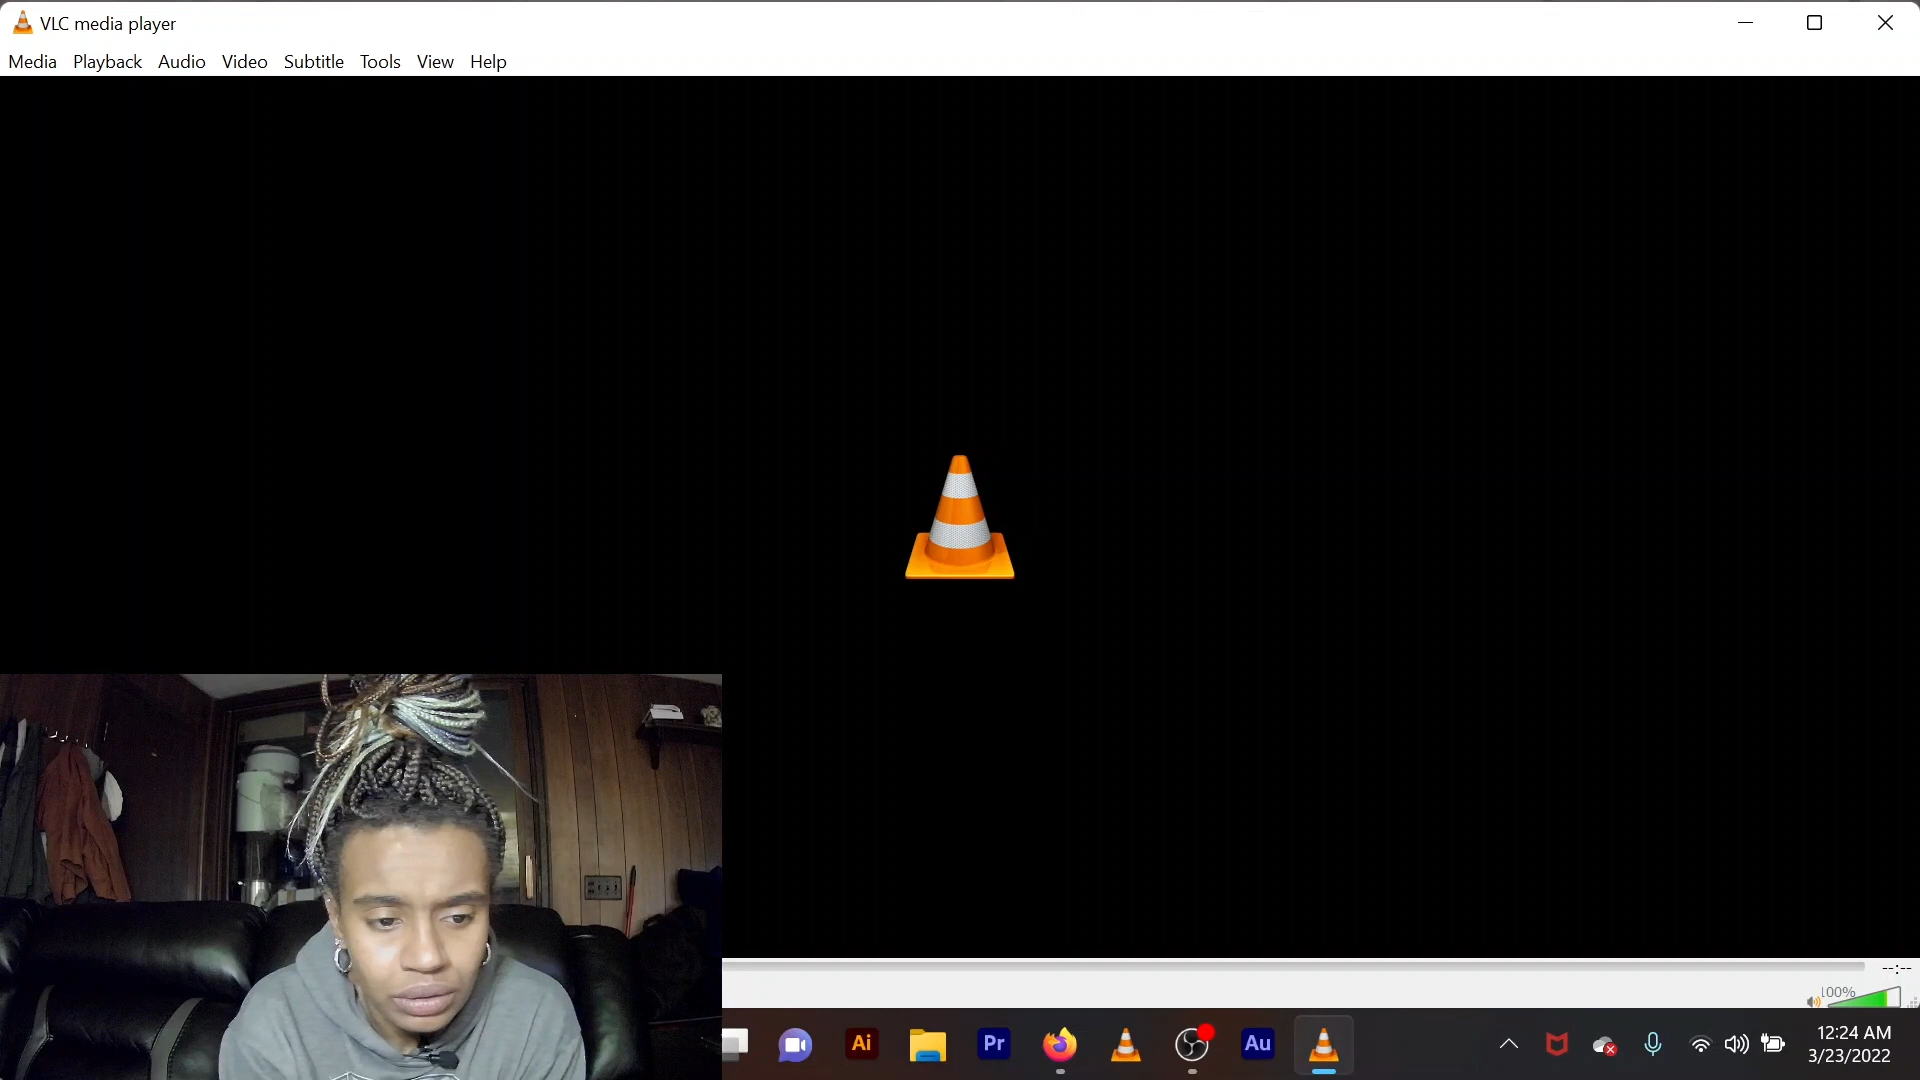 VLC media player
Media Playback Audio Video Subtitle Tools View Help
--:--
100%
Ai Pr Au
12:24 AM
3/23/2022